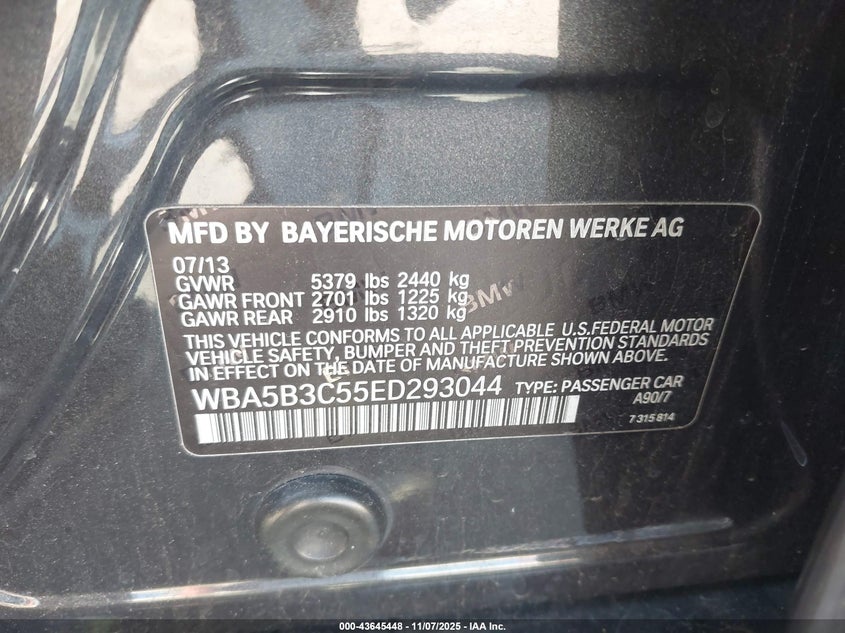 MFD BY BAYERISCHE MOTOREN WERKE AG
07/13
GVWR 5379 lbs 2440 kg
GAWR FRONT 2701 lbs 1225 kg
GAWR REAR 2910 lbs 1320 kg
THIS VEHICLE CONFORMS TO ALL APPLICABLE U.S.FEDERAL MOTOR
VEHICLE SAFETY, BUMPER AND THEFT PREVENTION STANDARDS
IN EFFECT ON THE DATE OF MANUFACTURE SHOWN ABOVE.
WBA5B3C55ED293044 TYPE: PASSENGER CAR
A90/7
7 315 814
000-43645448 - 11/07/2025 - IAA Inc.